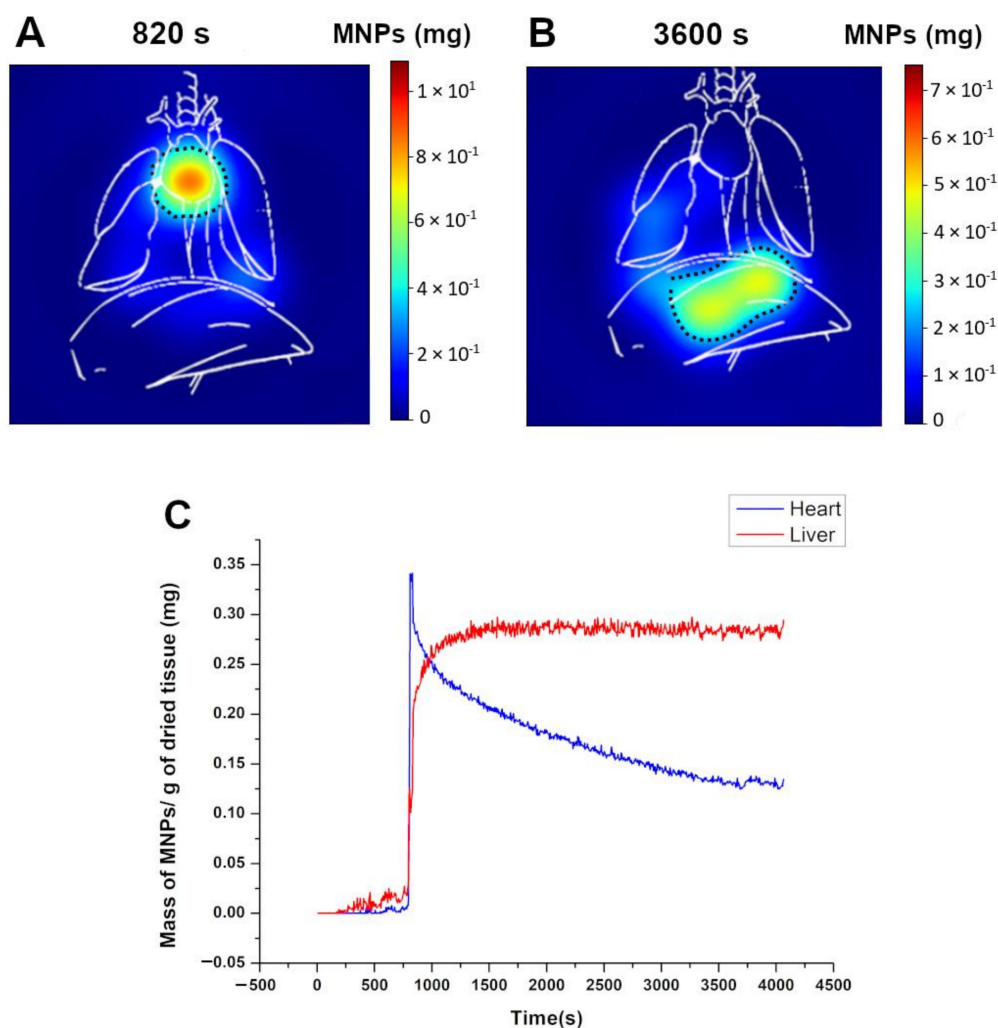 A 820 s MNPs (mg)
1 × 10¹
8 × 10⁻¹
6 × 10⁻¹
4 × 10⁻¹
2 × 10⁻¹
0
B 3600 s MNPs (mg)
7 × 10⁻¹
6 × 10⁻¹
5 × 10⁻¹
4 × 10⁻¹
3 × 10⁻¹
2 × 10⁻¹
1 × 10⁻¹
0
C
Heart
Liver
Mass of MNPs/ g of dried tissue (mg)
0.35
0.30
0.25
0.20
0.15
0.10
0.05
0.00
−0.05
−500 0 500 1000 1500 2000 2500 3000 3500 4000 4500
Time(s)